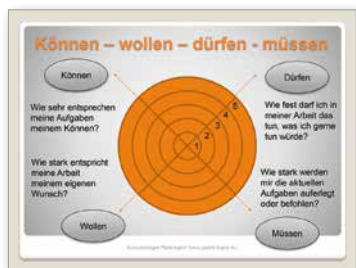 Können – wollen – dürfen - müssen
Können
Dürfen
Wie sehr entsprechen
meine Aufgaben
meinem Können?
Wie fest darf ich in
meiner Arbeit das
tun, was ich gerne
tun würde?
5
4
3
2
1
Wie stark entspricht
meine Arbeit
meinem eigenen
Wunsch?
Wie stark werden
mir die aktuellen
Aufgaben auferlegt
oder befohlen?
Wollen
Müssen